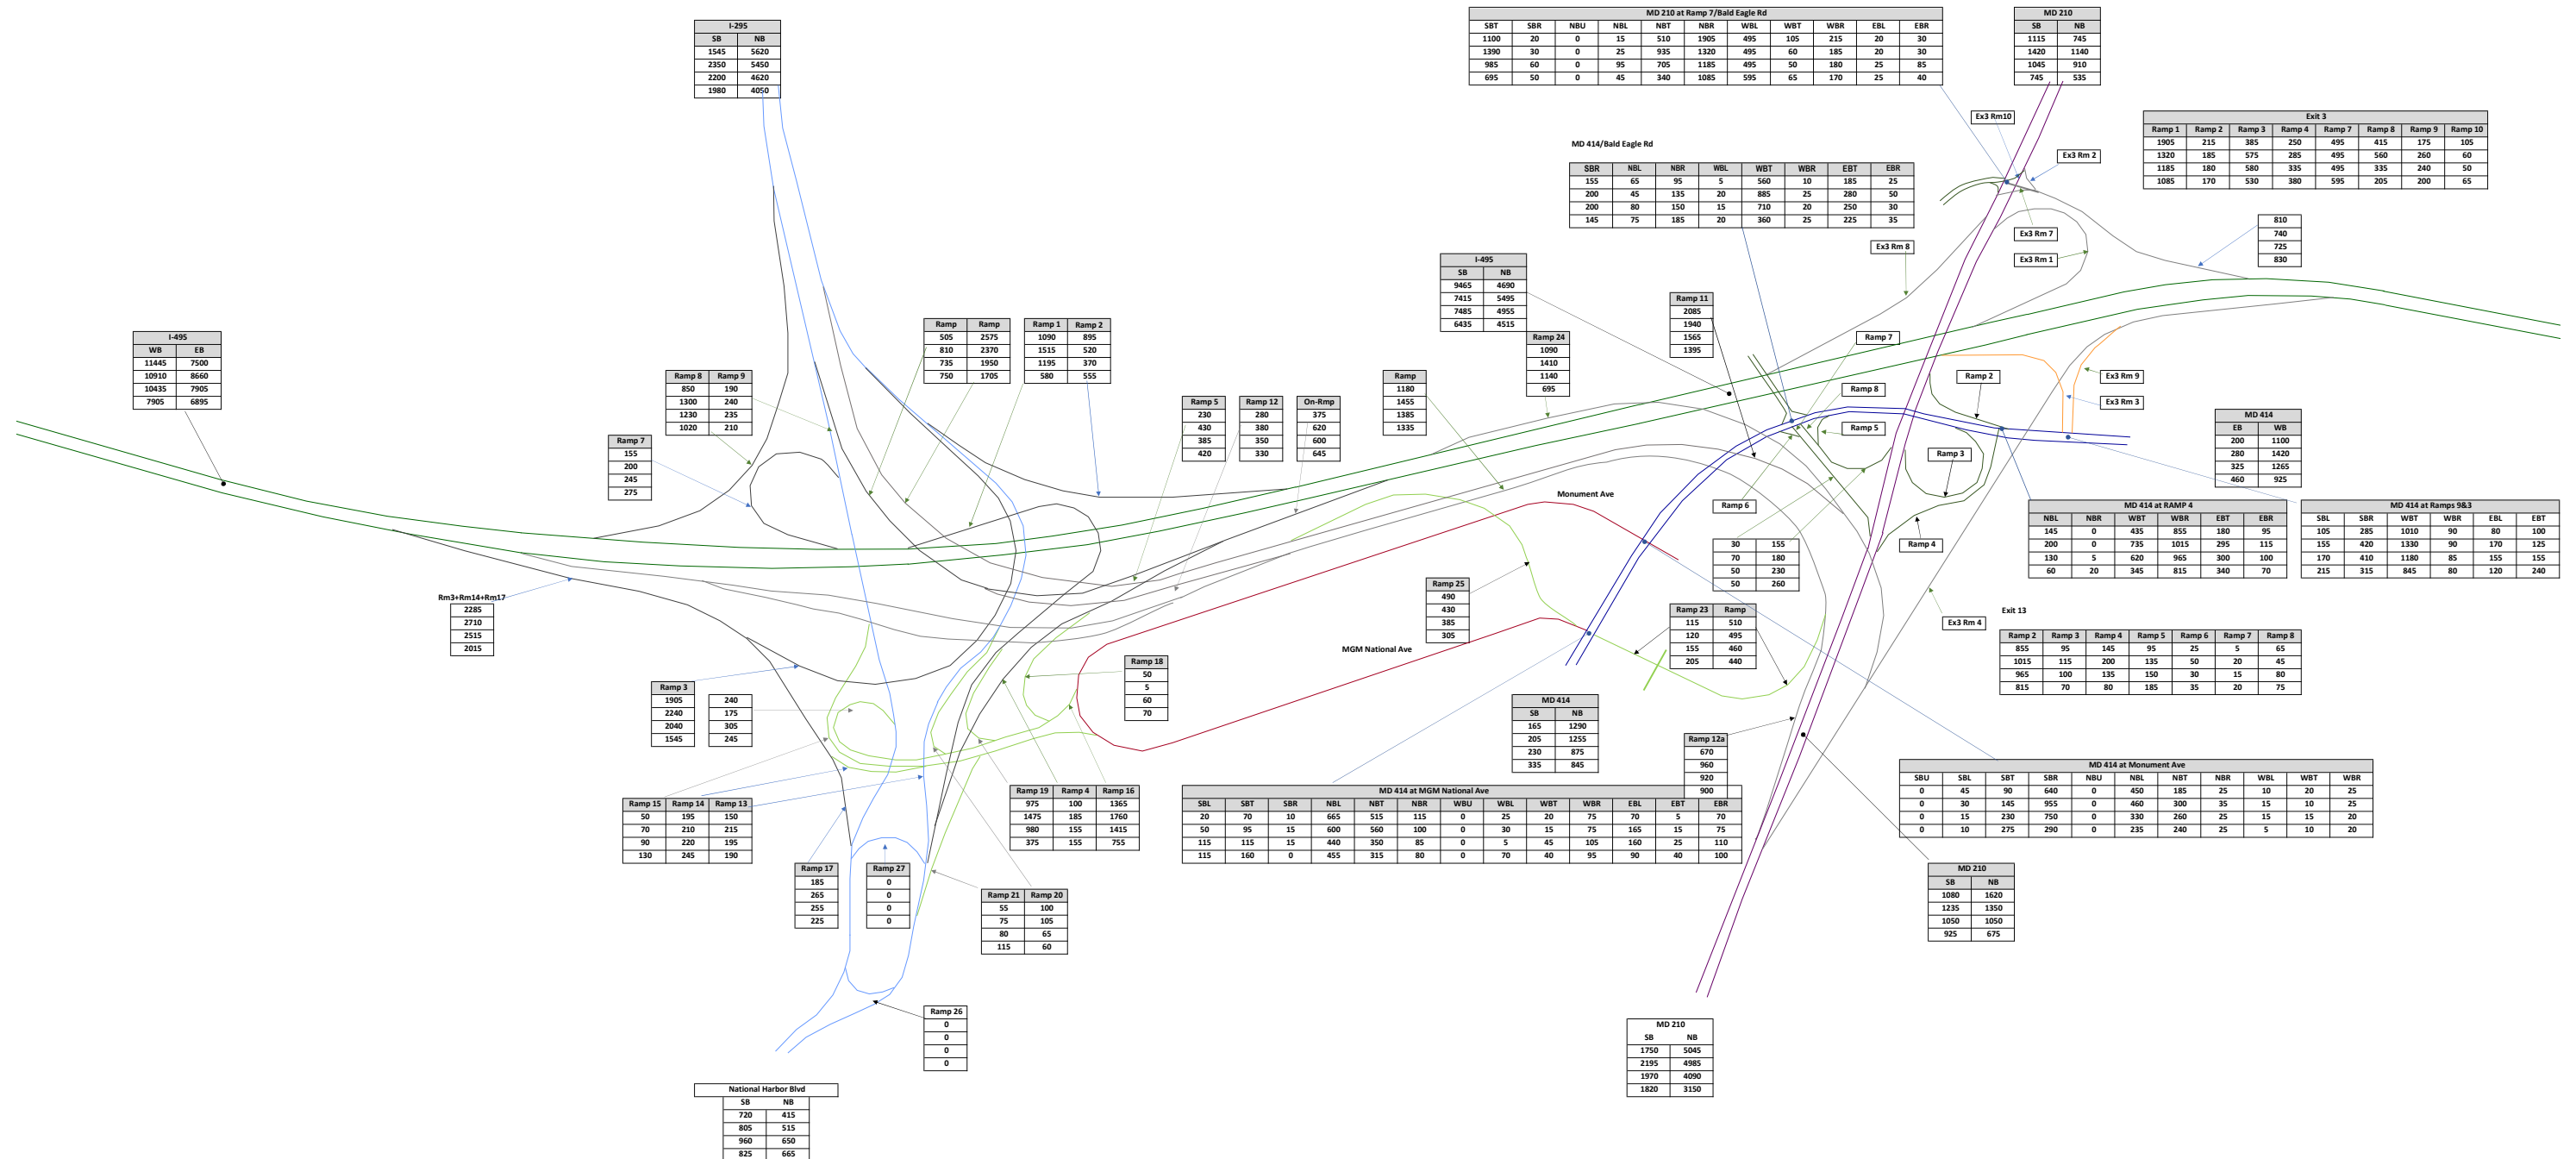 I-295
SB NB
1545 5620
2350 5450
2200 4620
1980 4050
MD 210 at Ramp 7/Bald Eagle Rd
SBT SBR NBU NBL NBT NBR WBL WBT WBR EBL EBR
1100 20 0 15 510 1905 495 105 215 20 30
1390 30 0 25 935 1320 495 60 185 20 30
985 60 0 95 705 1185 495 50 180 25 85
695 50 0 45 340 1085 595 65 170 25 40
MD 210
SB NB
1115 745
1420 1140
1045 910
745 535
Ex3 Rm10
Ex3 Rm 2
Exit 3
Ramp 1 Ramp 2 Ramp 3 Ramp 4 Ramp 7 Ramp 8 Ramp 9 Ramp 10
1905 215 385 250 495 415 175 105
1320 185 575 285 495 560 260 60
1185 180 580 335 495 335 240 50
1085 170 530 380 595 205 200 65
MD 414/Bald Eagle Rd
SBR NBL NBR WBL WBT WBR EBT EBR
155 65 95 5 560 10 185 25
200 45 135 20 885 25 280 50
200 80 150 15 710 20 250 30
145 75 185 20 360 25 225 35
Ex3 Rm 8
Ex3 Rm 7
Ex3 Rm 1
810
740
725
830
I-495
SB NB
9465 4690
7415 5495
7485 4955
6435 4515
Ramp 11
2085
1940
1565
1395
Ramp 24
1090
1410
1140
695
Ramp 7
I-495
WB EB
11445 7500
10910 8660
10435 7905
7905 6895
Ramp Ramp
505 2575
810 2370
735 1950
750 1705
Ramp 1 Ramp 2
1090 895
1515 520
1195 370
580 555
Ramp 8 Ramp 9
850 190
1300 240
1230 235
1020 210
Ramp
1180
1455
1385
1335
Ramp 8
Ramp 2
Ex3 Rm 9
Ex3 Rm 3
Ramp 5
230
430
385
420
Ramp 12
280
380
350
330
On-Rmp
375
620
600
645
Ramp 5
Ramp 3
MD 414
EB WB
200 1100
280 1420
325 1265
460 925
Ramp 7
155
200
245
275
Monument Ave
Ramp 6
Ramp 4
MD 414 at RAMP 4
NBL NBR WBT WBR EBT EBR
145 0 435 855 180 95
200 0 735 1015 295 115
130 5 620 965 300 100
60 20 345 815 340 70
MD 414 at Ramps 9&3
SBL SBR WBT WBR EBL EBT
105 285 1010 90 80 100
155 420 1330 90 170 125
170 410 1180 85 155 155
215 315 845 80 120 240
30 155
70 180
50 230
50 260
Ramp 25
490
430
385
305
Rm3+Rm14+Rm17
2285
2710
2515
2015
Ramp 23 Ramp
115 510
120 495
155 460
205 440
Ex3 Rm 4
Exit 13
Ramp 2 Ramp 3 Ramp 4 Ramp 5 Ramp 6 Ramp 7 Ramp 8
855 95 145 95 25 5 65
1015 115 200 135 50 20 45
965 100 135 150 30 15 80
815 70 80 185 35 20 75
MGM National Ave
Ramp 18
50
5
60
70
Ramp 3
1905
2240
2040
1545
240
175
305
245
MD 414
SB NB
165 1290
205 1255
230 875
335 845
Ramp 12a
670
960
920
900
MD 414 at Monument Ave
SBU SBL SBT SBR NBU NBL NBT NBR WBL WBT WBR
0 45 90 640 0 450 185 25 10 20 25
0 30 145 955 0 460 300 35 15 10 25
0 15 230 750 0 330 260 25 15 15 20
0 10 275 290 0 235 240 25 5 10 20
Ramp 15 Ramp 14 Ramp 13
50 195 150
70 210 215
90 220 195
130 245 190
Ramp 19 Ramp 4 Ramp 16
975 100 1365
1475 185 1760
980 155 1415
375 155 755
MD 414 at MGM National Ave
SBL SBT SBR NBL NBT NBR WBU WBL WBT WBR EBL EBT EBR
20 70 10 665 515 115 0 25 20 75 70 5 70
50 95 15 600 560 100 0 30 15 75 165 15 75
115 115 15 440 350 85 0 5 45 105 160 25 110
115 160 0 455 315 80 0 70 40 95 90 40 100
Ramp 17
185
265
255
225
Ramp 27
0
0
0
0
Ramp 21 Ramp 20
55 100
75 105
80 65
115 60
MD 210
SB NB
1080 1620
1235 1350
1050 1050
925 675
Ramp 26
0
0
0
0
MD 210
SB NB
1750 5045
2195 4985
1970 4090
1820 3150
National Harbor Blvd
SB NB
720 415
805 515
960 650
825 665